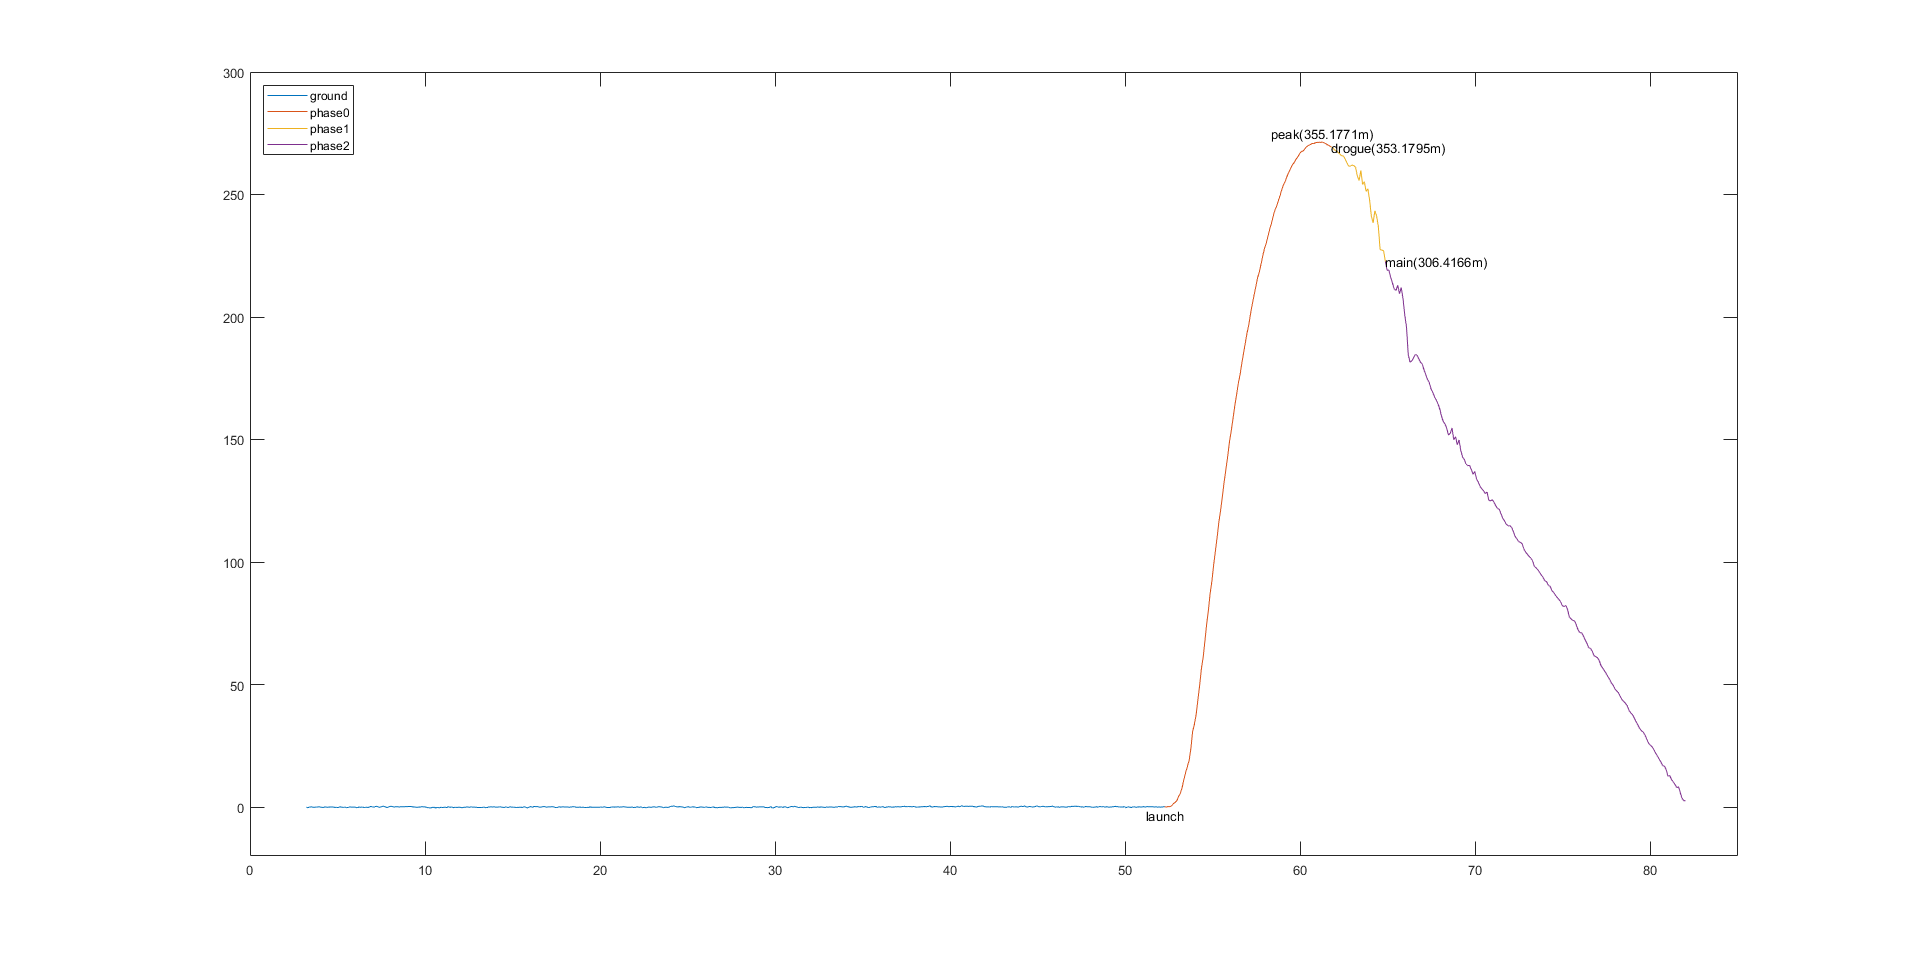 300
250
200
150
100
50
0
ground
phase0
phase1
phase2
peak(355.1771m)
drogue(353.1795m)
main(306.4166m)
launch
0 10 20 30 40 50 60 70 80